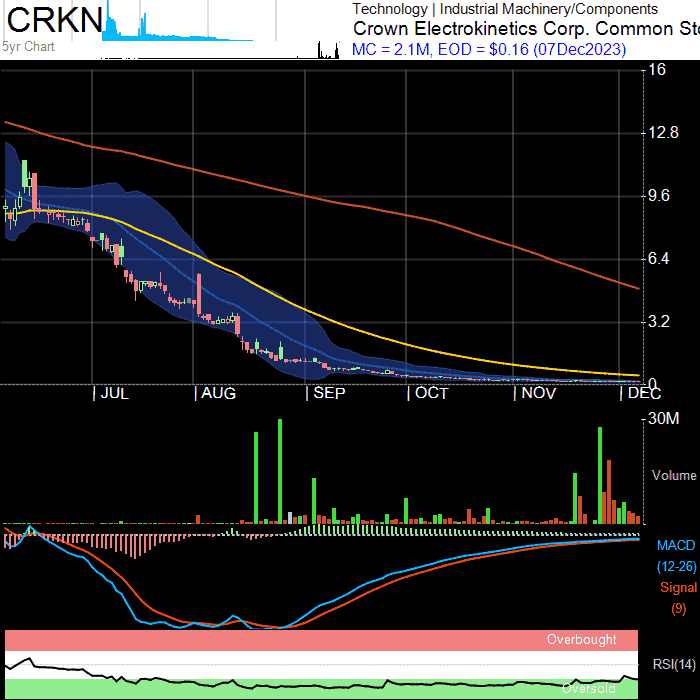 CRKN
5yr Chart
Technology | Industrial Machinery/Components
Crown Electrokinetics Corp. Common Sto
MC = 2.1M, EOD = $0.16 (07Dec2023)
16
12.8
9.6
6.4
3.2
0
| JUL | AUG | SEP | OCT | NOV | DEC
30M
Volume
MACD
(12-26)
Signal
(9)
Overbought
RSI(14)
Oversold